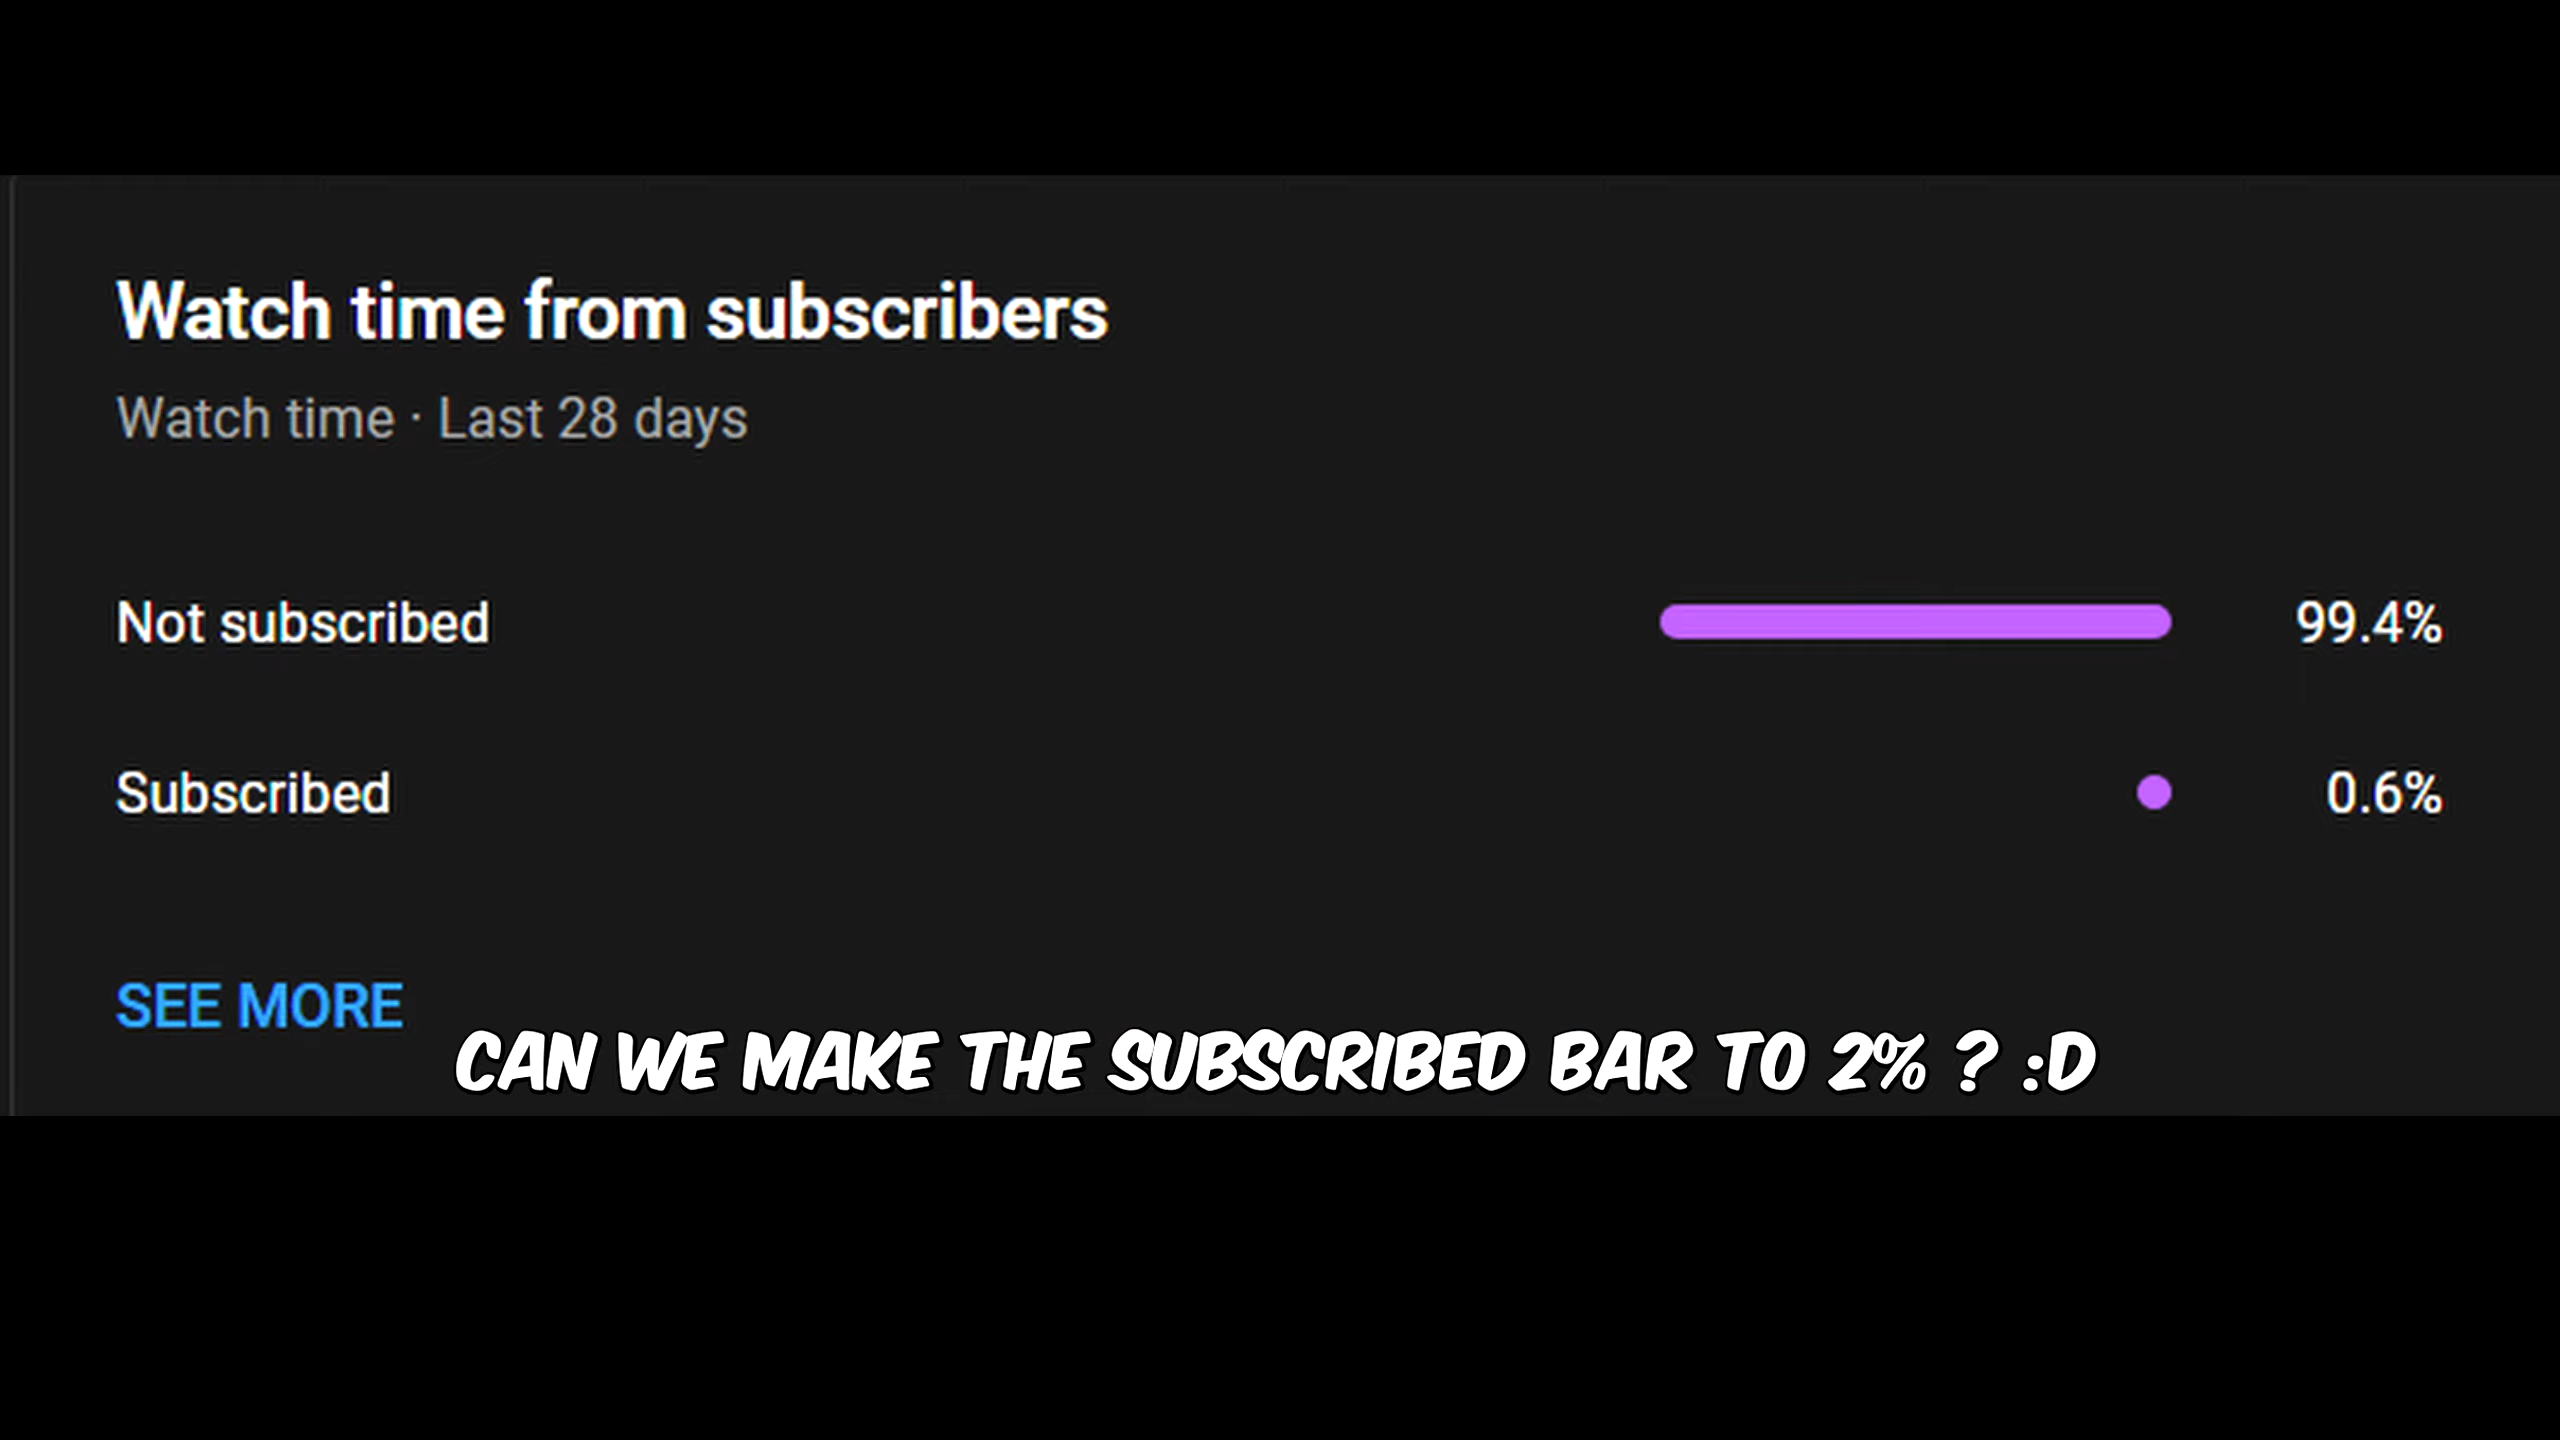 Watch time from subscribers
Watch time · Last 28 days
Not subscribed 99.4%
Subscribed 0.6%
SEE MORE
CAN WE MAKE THE SUBSCRIBED BAR TO 2% ? :D